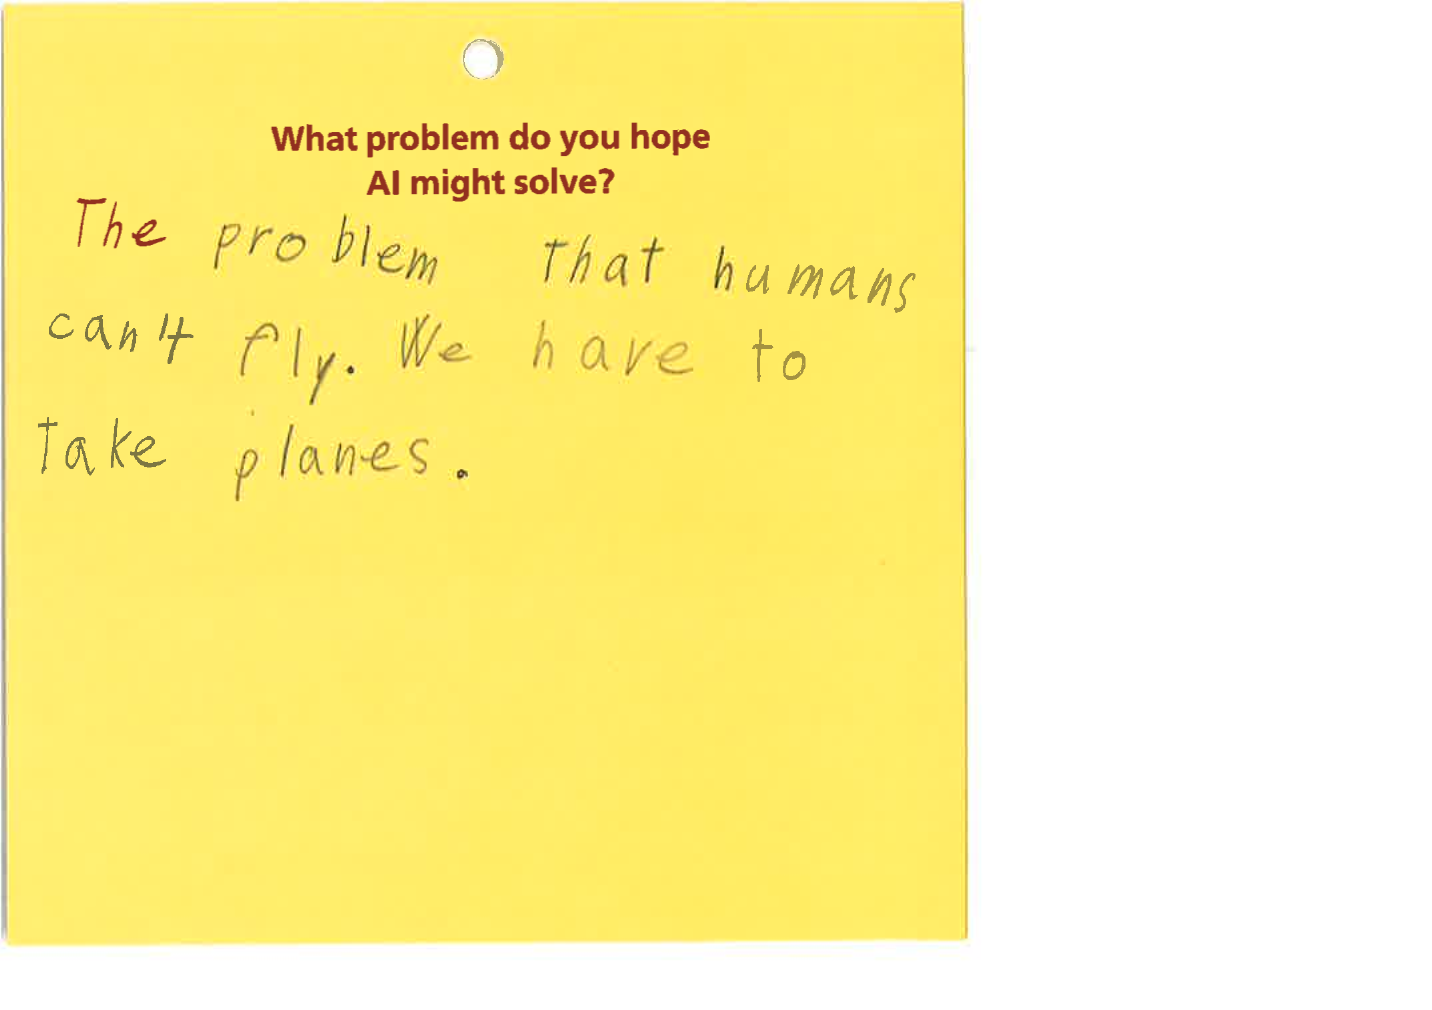 What problem do you hope
AI might solve?
The problem that humans
can't fly. We have to
take planes.